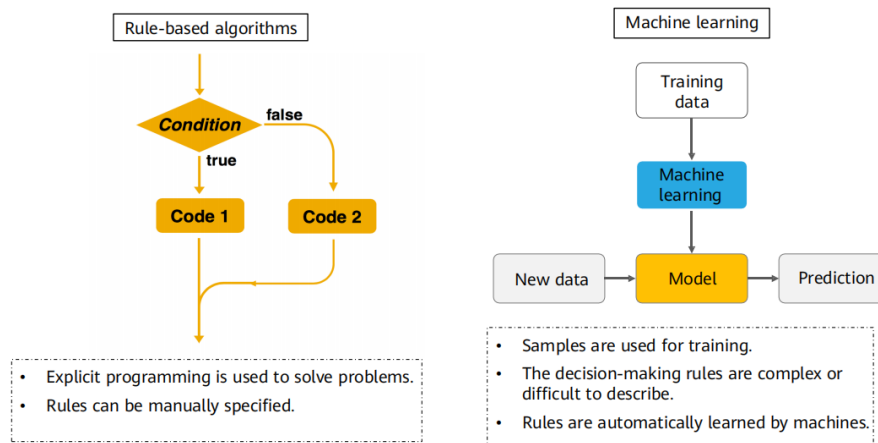 Rule-based algorithms
Condition
false
true
Code 1
Code 2
• Explicit programming is used to solve problems.
• Rules can be manually specified.
Machine learning
Training
data
Machine
learning
New data
Model
Prediction
• Samples are used for training.
• The decision-making rules are complex or
difficult to describe.
• Rules are automatically learned by machines.